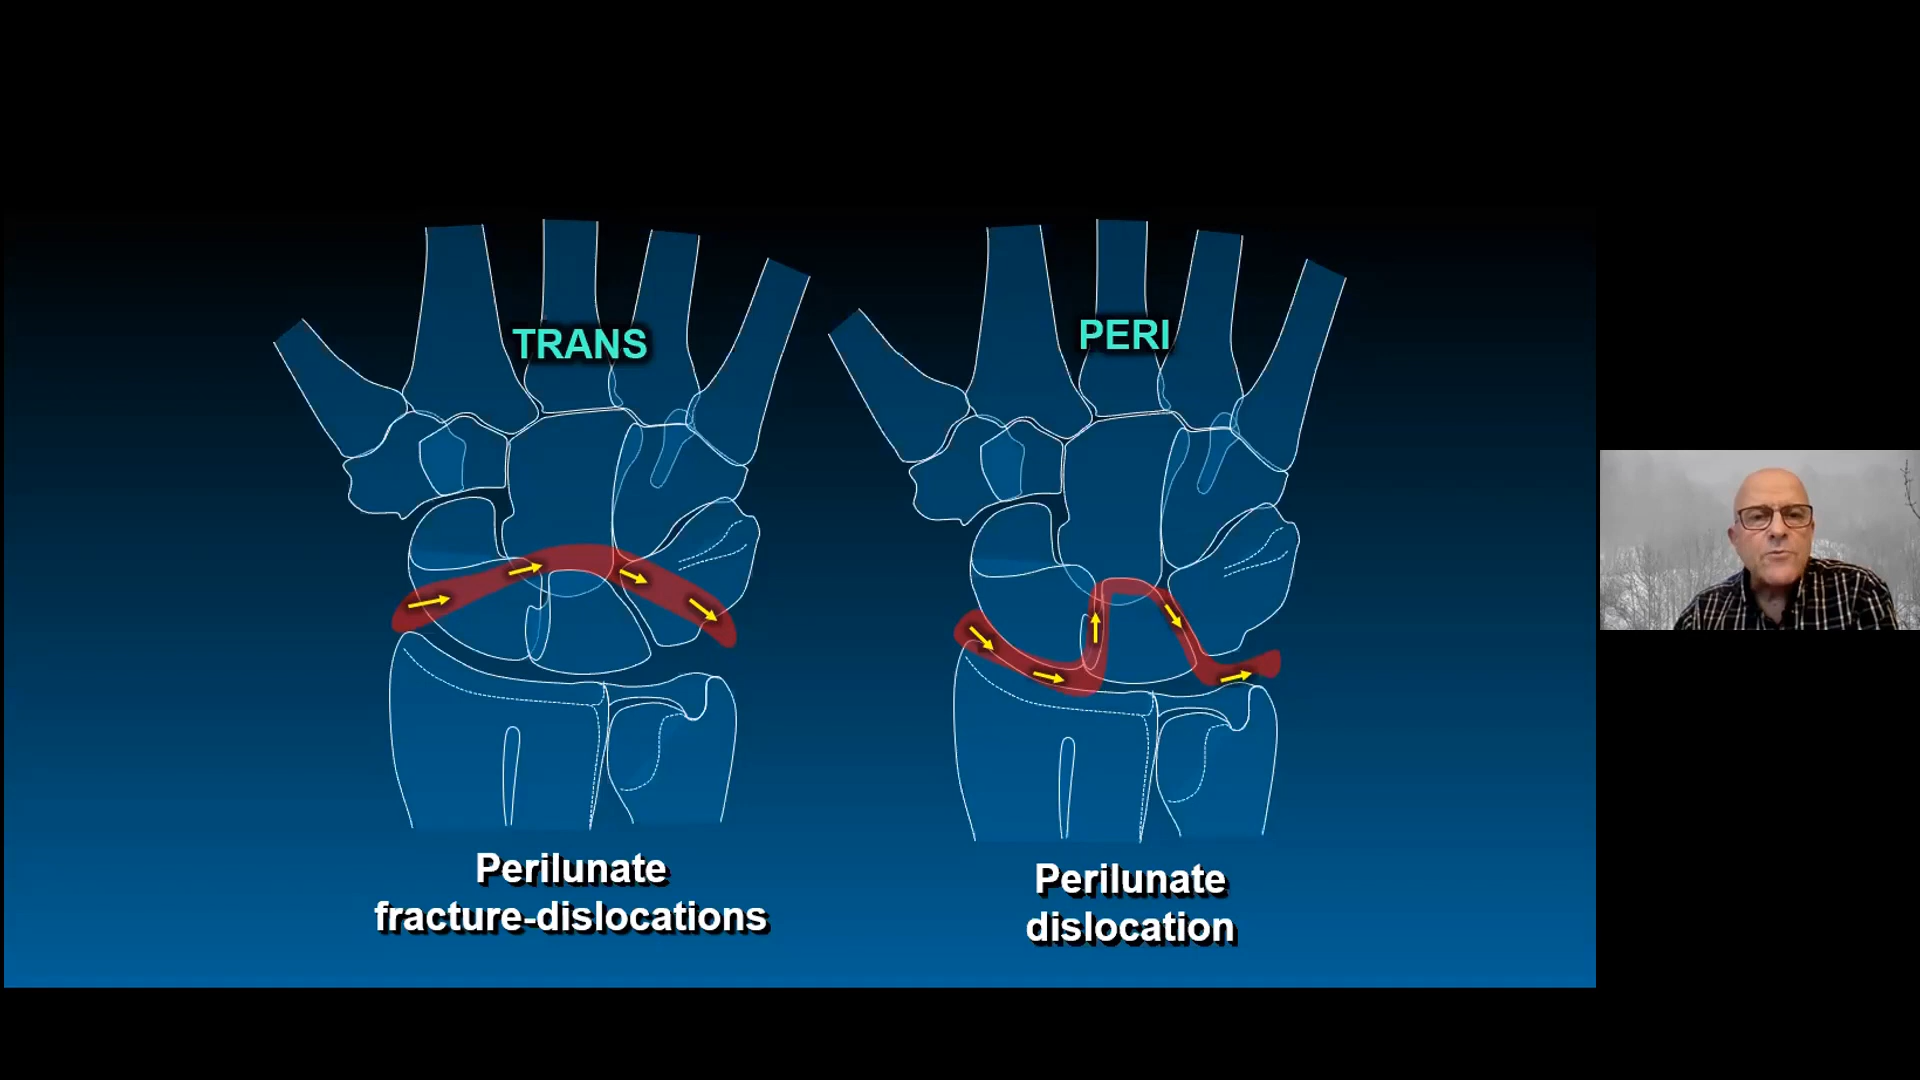 TRANS
PERI
Perilunate
fracture-dislocations
Perilunate
dislocation